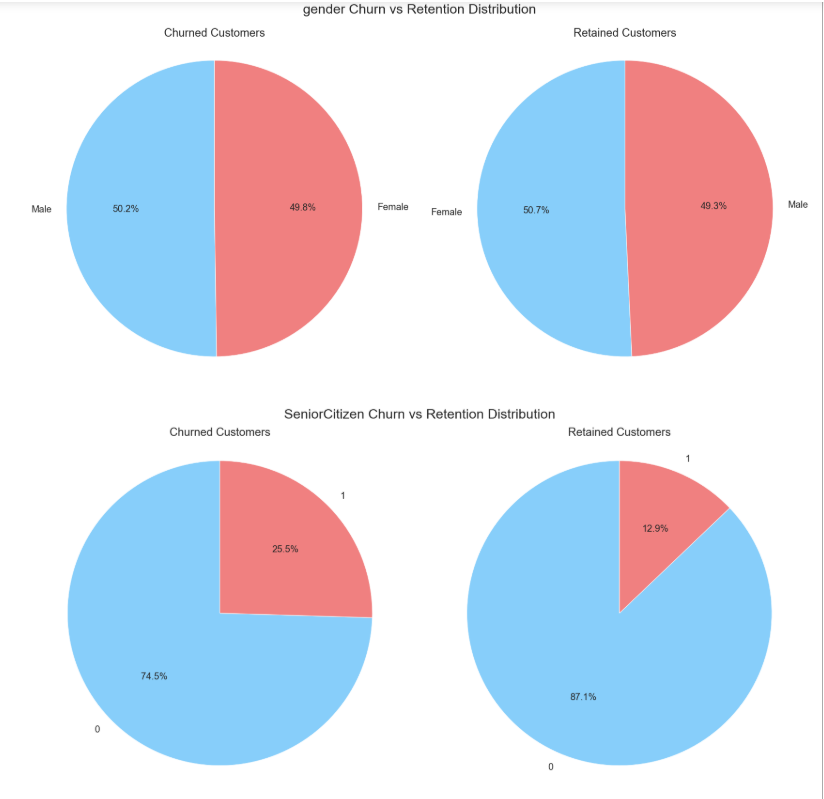 gender Churn vs Retention Distribution
Churned Customers
Retained Customers
Male
50.2%
49.8%
Female
Female
50.7%
49.3%
Male
SeniorCitizen Churn vs Retention Distribution
Churned Customers
Retained Customers
1
25.5%
74.5%
0
1
12.9%
87.1%
0